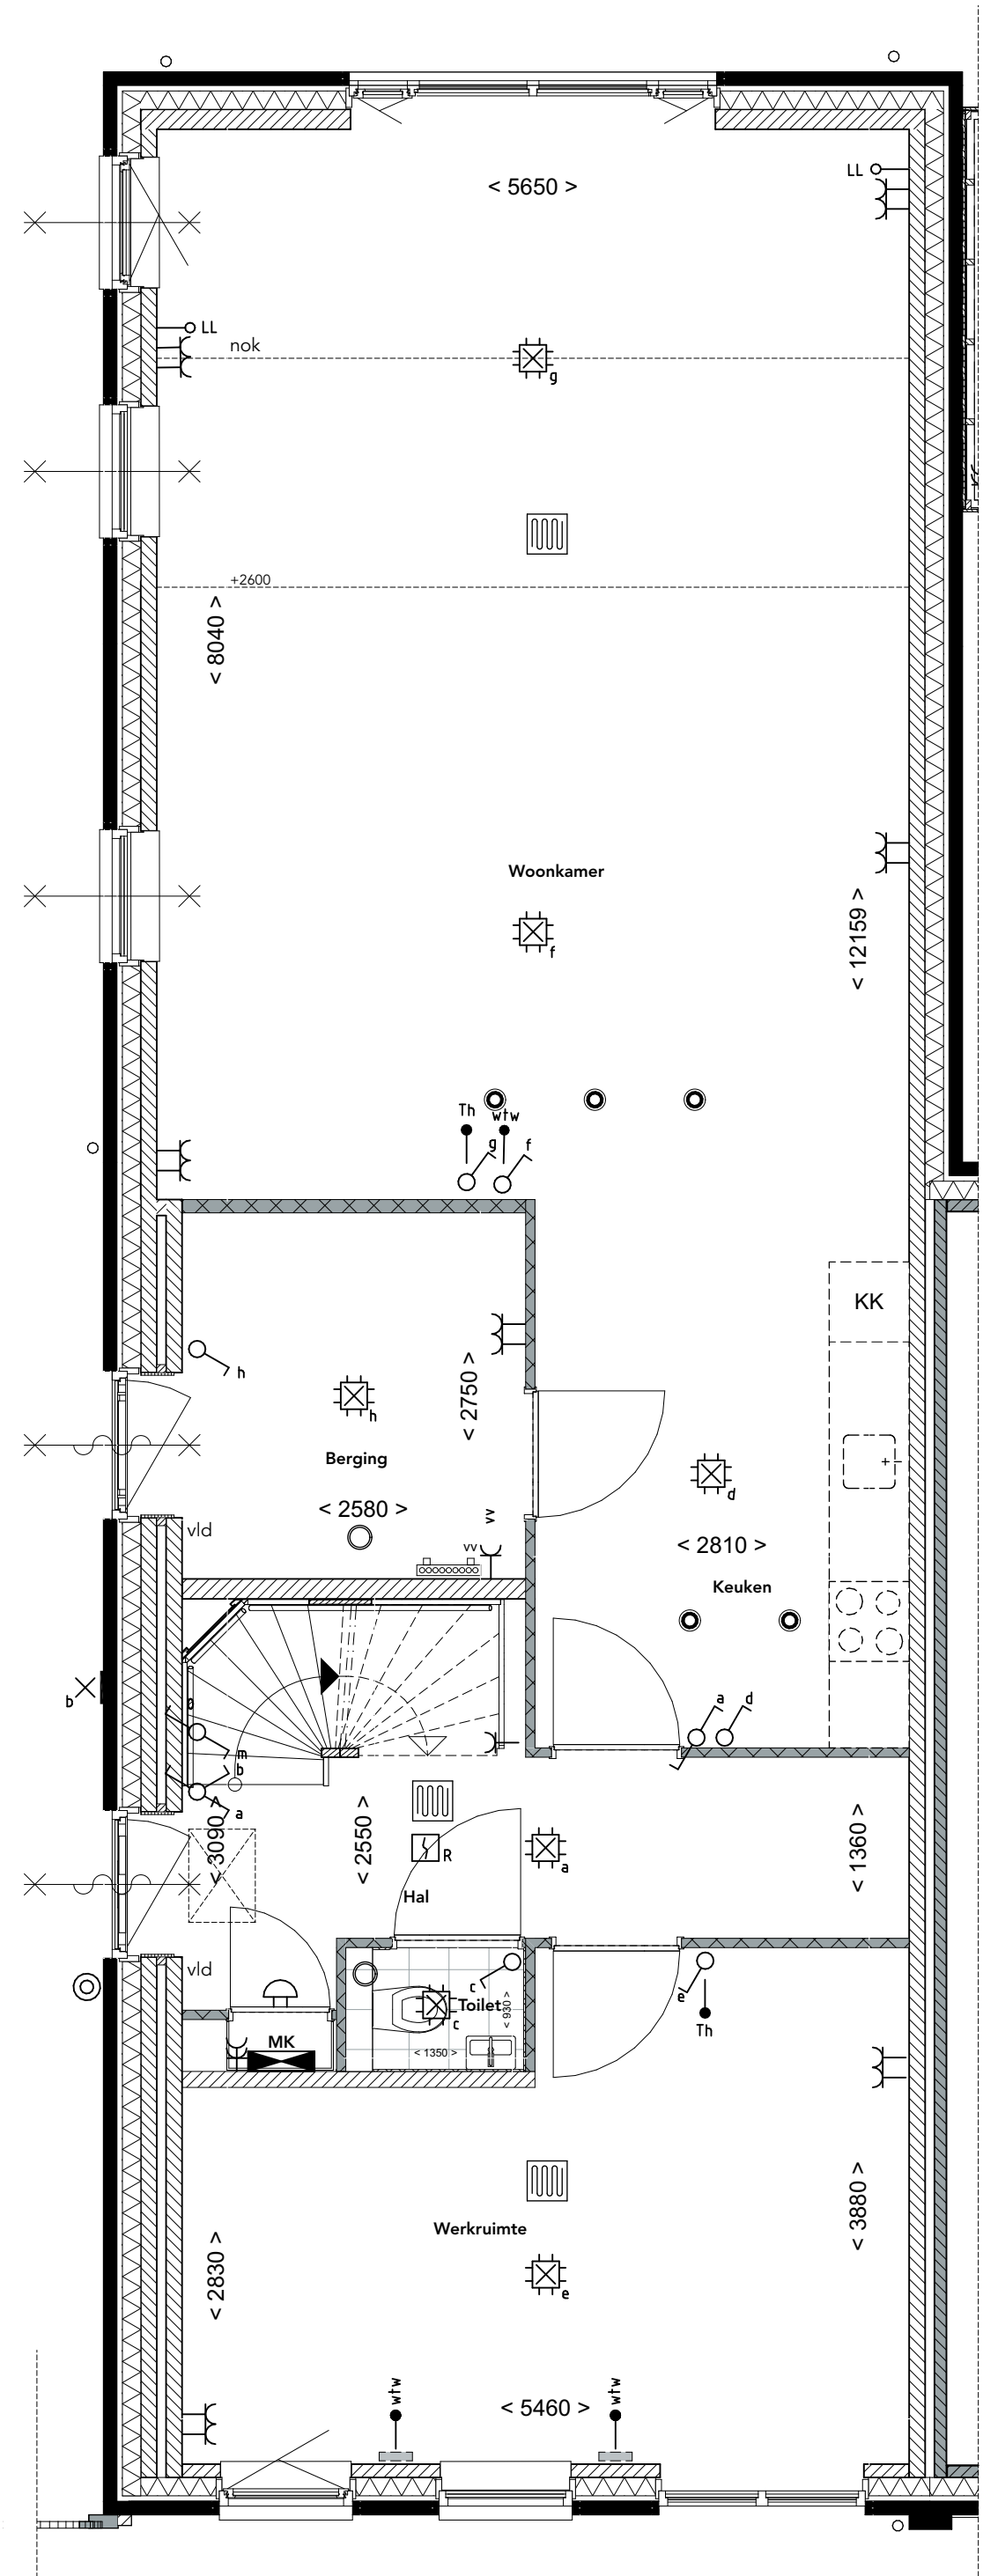 < 5650 >
LL
LL
nok
g
+2600
< 8040 >
Woonkamer
f
< 12159 >
Th
wtw
g
f
KK
h
h
< 2750 >
Berging
d
< 2580 >
vv
vld
vv
< 2810 >
Keuken
b
a
d
m
b
a
< 3090 >
< 2550 >
R
a
< 1360 >
Hal
vld
c
e
Toilet
c
< 930 >
Th
MK
< 1350 >
Werkruimte
< 3880 >
< 2830 >
e
wtw
wtw
< 5460 >